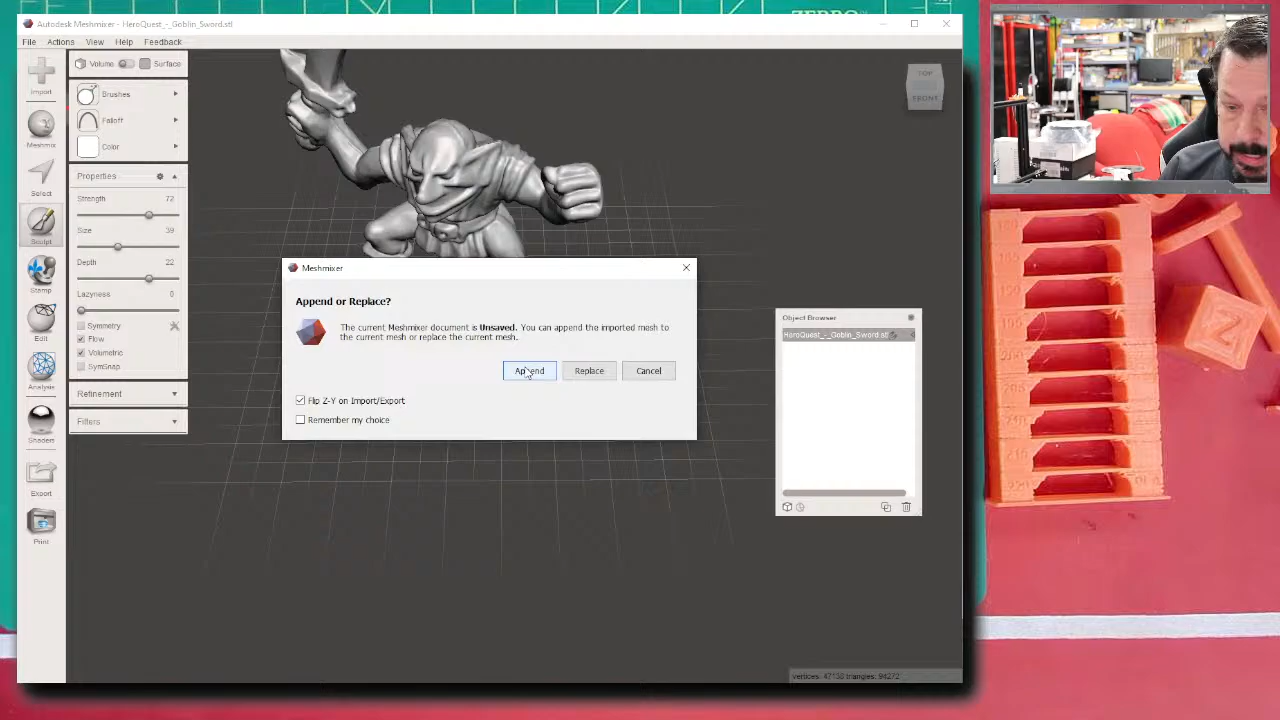 Autodesk Meshmixer - HeroQuest_-_Goblin_Sword.stl
File Actions View Help Feedback
Import
Meshmix
Select
Sculpt
Stamp
Edit
Analysis
Shaders
Export
Print
Volume Surface
Brushes
Falloff
Color
Properties
Strength 72
Size 39
Depth 22
Lazyness 0
Symmetry
Flow
Volumetric
SymSnap
Refinement
Filters
TOP
FRONT
Meshmixer
Append or Replace?
The current Meshmixer document is Unsaved. You can append the imported mesh to
the current mesh or replace the current mesh.
Append Replace Cancel
Flip Z-Y on Import/Export
Remember my choice
Object Browser
HeroQuest_-_Goblin_Sword.stl
vertices: 47138 triangles: 94272